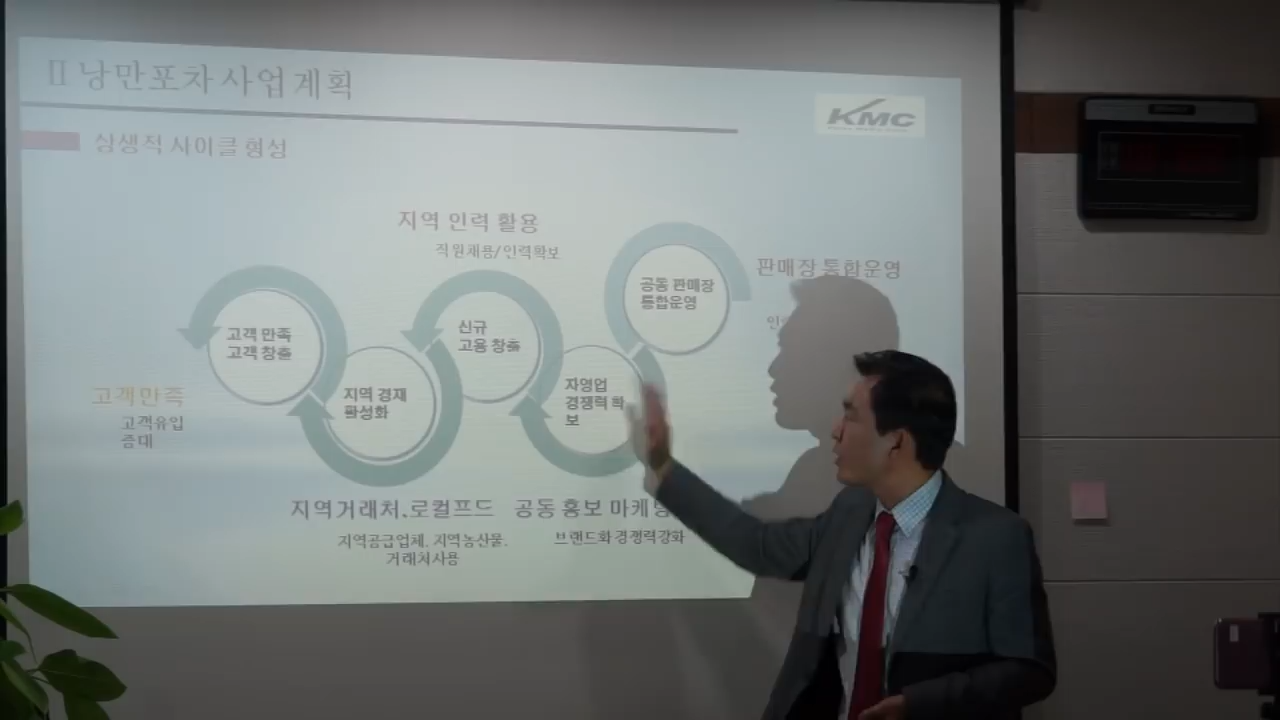 Ⅱ 낭만포차 사업계획
KMC
상생적 사이클 형성
지역 인력 활용
직원채용/인력확보
판매장 통합운영
공동 판매장
통합운영
고객 만족
고객 창출
신규
고용 창출
지역 경재
활성화
자영업
경쟁력 확
보
고객만족
고객유입
증대
지역거래처.로컬푸드
공동 홍보 마케팅
지역공급업체. 지역농산물.
거래처사용
브랜드화 경쟁력강화